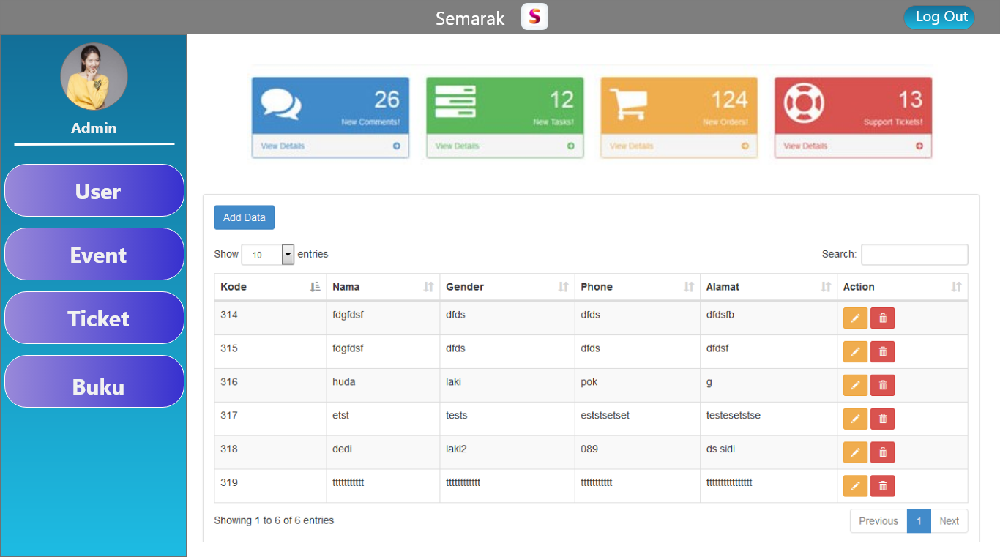 Semarak S Log Out
Admin
User
Event
Ticket
Buku
26
New Comments!
View Details
12
New Tasks!
View Details
124
New Orders!
View Details
13
Support Tickets!
View Details
Add Data
Show 10 entries Search:
Kode Nama Gender Phone Alamat Action
314 fdgfdsf dfds dfds dfdsfb
315 fdgfdsf dfds dfds dfdsf
316 huda laki pok g
317 etst tests eststsetset testesetstse
318 dedi laki2 089 ds sidi
319 ttttttttttt tttttttttttt ttttttttttt tttttttttttttttt
Showing 1 to 6 of 6 entries Previous 1 Next